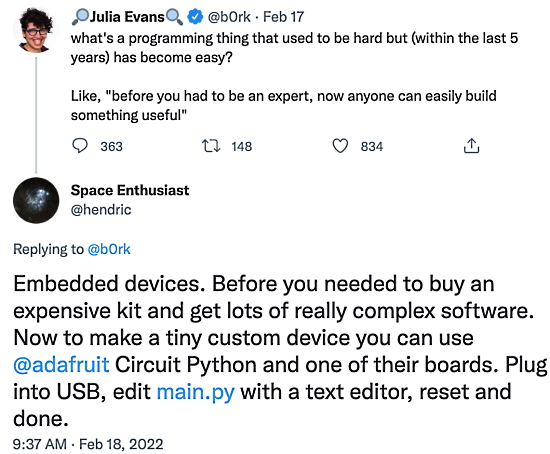 🔎Julia Evans🔍 @b0rk · Feb 17
what's a programming thing that used to be hard but (within the last 5
years) has become easy?
Like, "before you had to be an expert, now anyone can easily build
something useful"
363 148 834
Space Enthusiast
@hendric
Replying to @b0rk
Embedded devices. Before you needed to buy an
expensive kit and get lots of really complex software.
Now to make a tiny custom device you can use
@adafruit Circuit Python and one of their boards. Plug
into USB, edit main.py with a text editor, reset and
done.
9:37 AM · Feb 18, 2022